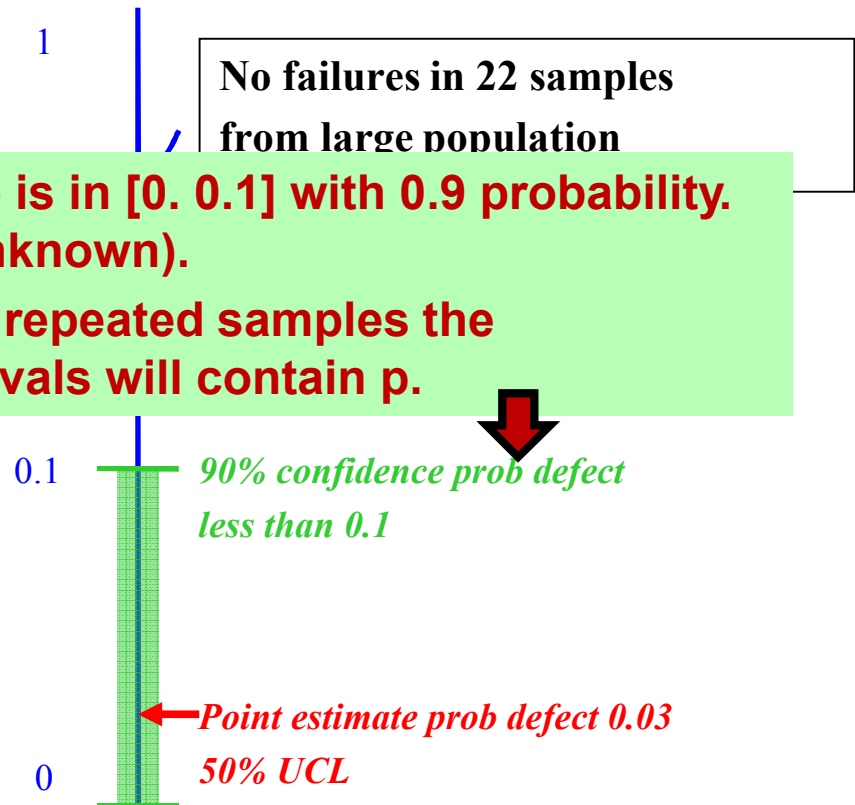 1
No failures in 22 samples
from large population
is in [0. 0.1] with 0.9 probability.
known).
repeated samples the
vals will contain p.
0.1
90% confidence prob defect
less than 0.1
Point estimate prob defect 0.03
50% UCL
0